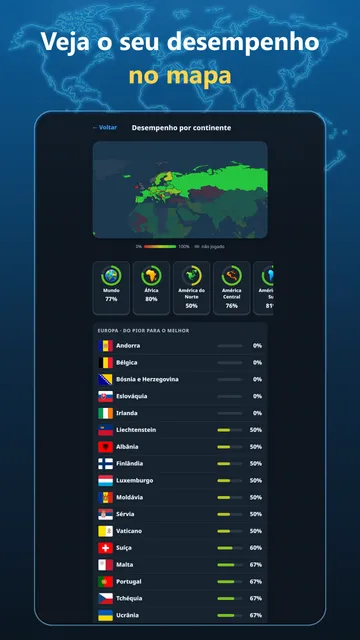 Veja o seu desempenho
no mapa
← Voltar
Desempenho por continente
0%
100%
não jogado
Mundo
77%
África
80%
América do
Norte
50%
América
Central
76%
EUROPA · DO PIOR PARA O MELHOR
Andorra 0%
Bélgica 0%
Bósnia e Herzegovina 0%
Eslováquia 0%
Irlanda 0%
Liechtenstein 50%
Albânia 50%
Finlândia 50%
Luxemburgo 50%
Moldávia 50%
Sérvia 50%
Vaticano 50%
Suíça 60%
Malta 67%
Portugal 67%
Tchéquia 67%
Ucrânia 67%